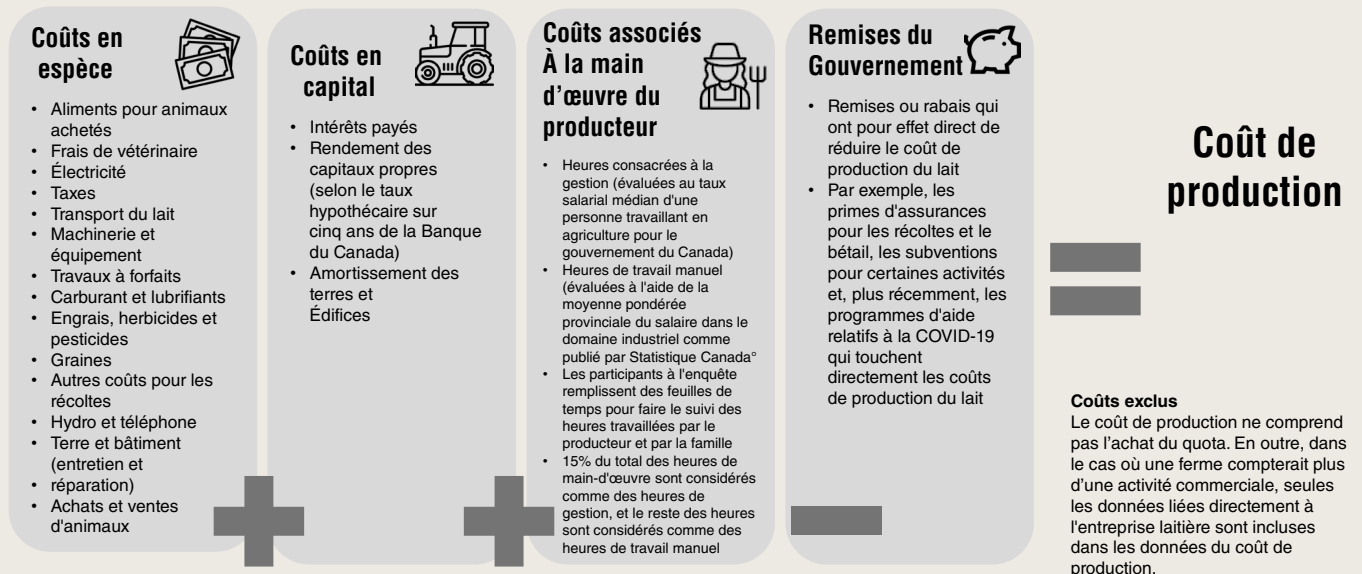 Coûts en
espèce
• Aliments pour animaux
achetés
• Frais de vétérinaire
• Électricité
• Taxes
• Transport du lait
• Machinerie et
équipement
• Travaux à forfaits
• Carburant et lubrifiants
• Engrais, herbicides et
pesticides
• Graines
• Autres coûts pour les
récoltes
• Hydro et téléphone
• Terre et bâtiment
(entretien et
• réparation)
• Achats et ventes
d'animaux
Coûts en
capital
• Intérêts payés
• Rendement des
capitaux propres
(selon le taux
hypothécaire sur
cinq ans de la Banque
du Canada)
• Amortissement des
terres et
Édifices
Coûts associés
À la main
d’œuvre du
producteur
• Heures consacrées à la
gestion (évaluées au taux
salarial médian d'une
personne travaillant en
agriculture pour le
gouvernement du Canada)
• Heures de travail manuel
(évaluées à l'aide de la
moyenne pondérée
provinciale du salaire dans le
domaine industriel comme
publié par Statistique Canada°
• Les participants à l'enquête
remplissent des feuilles de
temps pour faire le suivi des
heures travaillées par le
producteur et par la famille
• 15% du total des heures de
main-d'œuvre sont considérés
comme des heures de
gestion, et le reste des heures
sont considérés comme des
heures de travail manuel
Remises du
Gouvernement
• Remises ou rabais qui
ont pour effet direct de
réduire le coût de
production du lait
• Par exemple, les
primes d'assurances
pour les récoltes et le
bétail, les subventions
pour certaines activités
et, plus récemment, les
programmes d'aide
relatifs à la COVID-19
qui touchent
directement les coûts
de production du lait
Coût de
production
Coûts exclus
Le coût de production ne comprend
pas l’achat du quota. En outre, dans
le cas où une ferme compterait plus
d’une activité commerciale, seules
les données liées directement à
l'entreprise laitière sont incluses
dans les données du coût de
production.